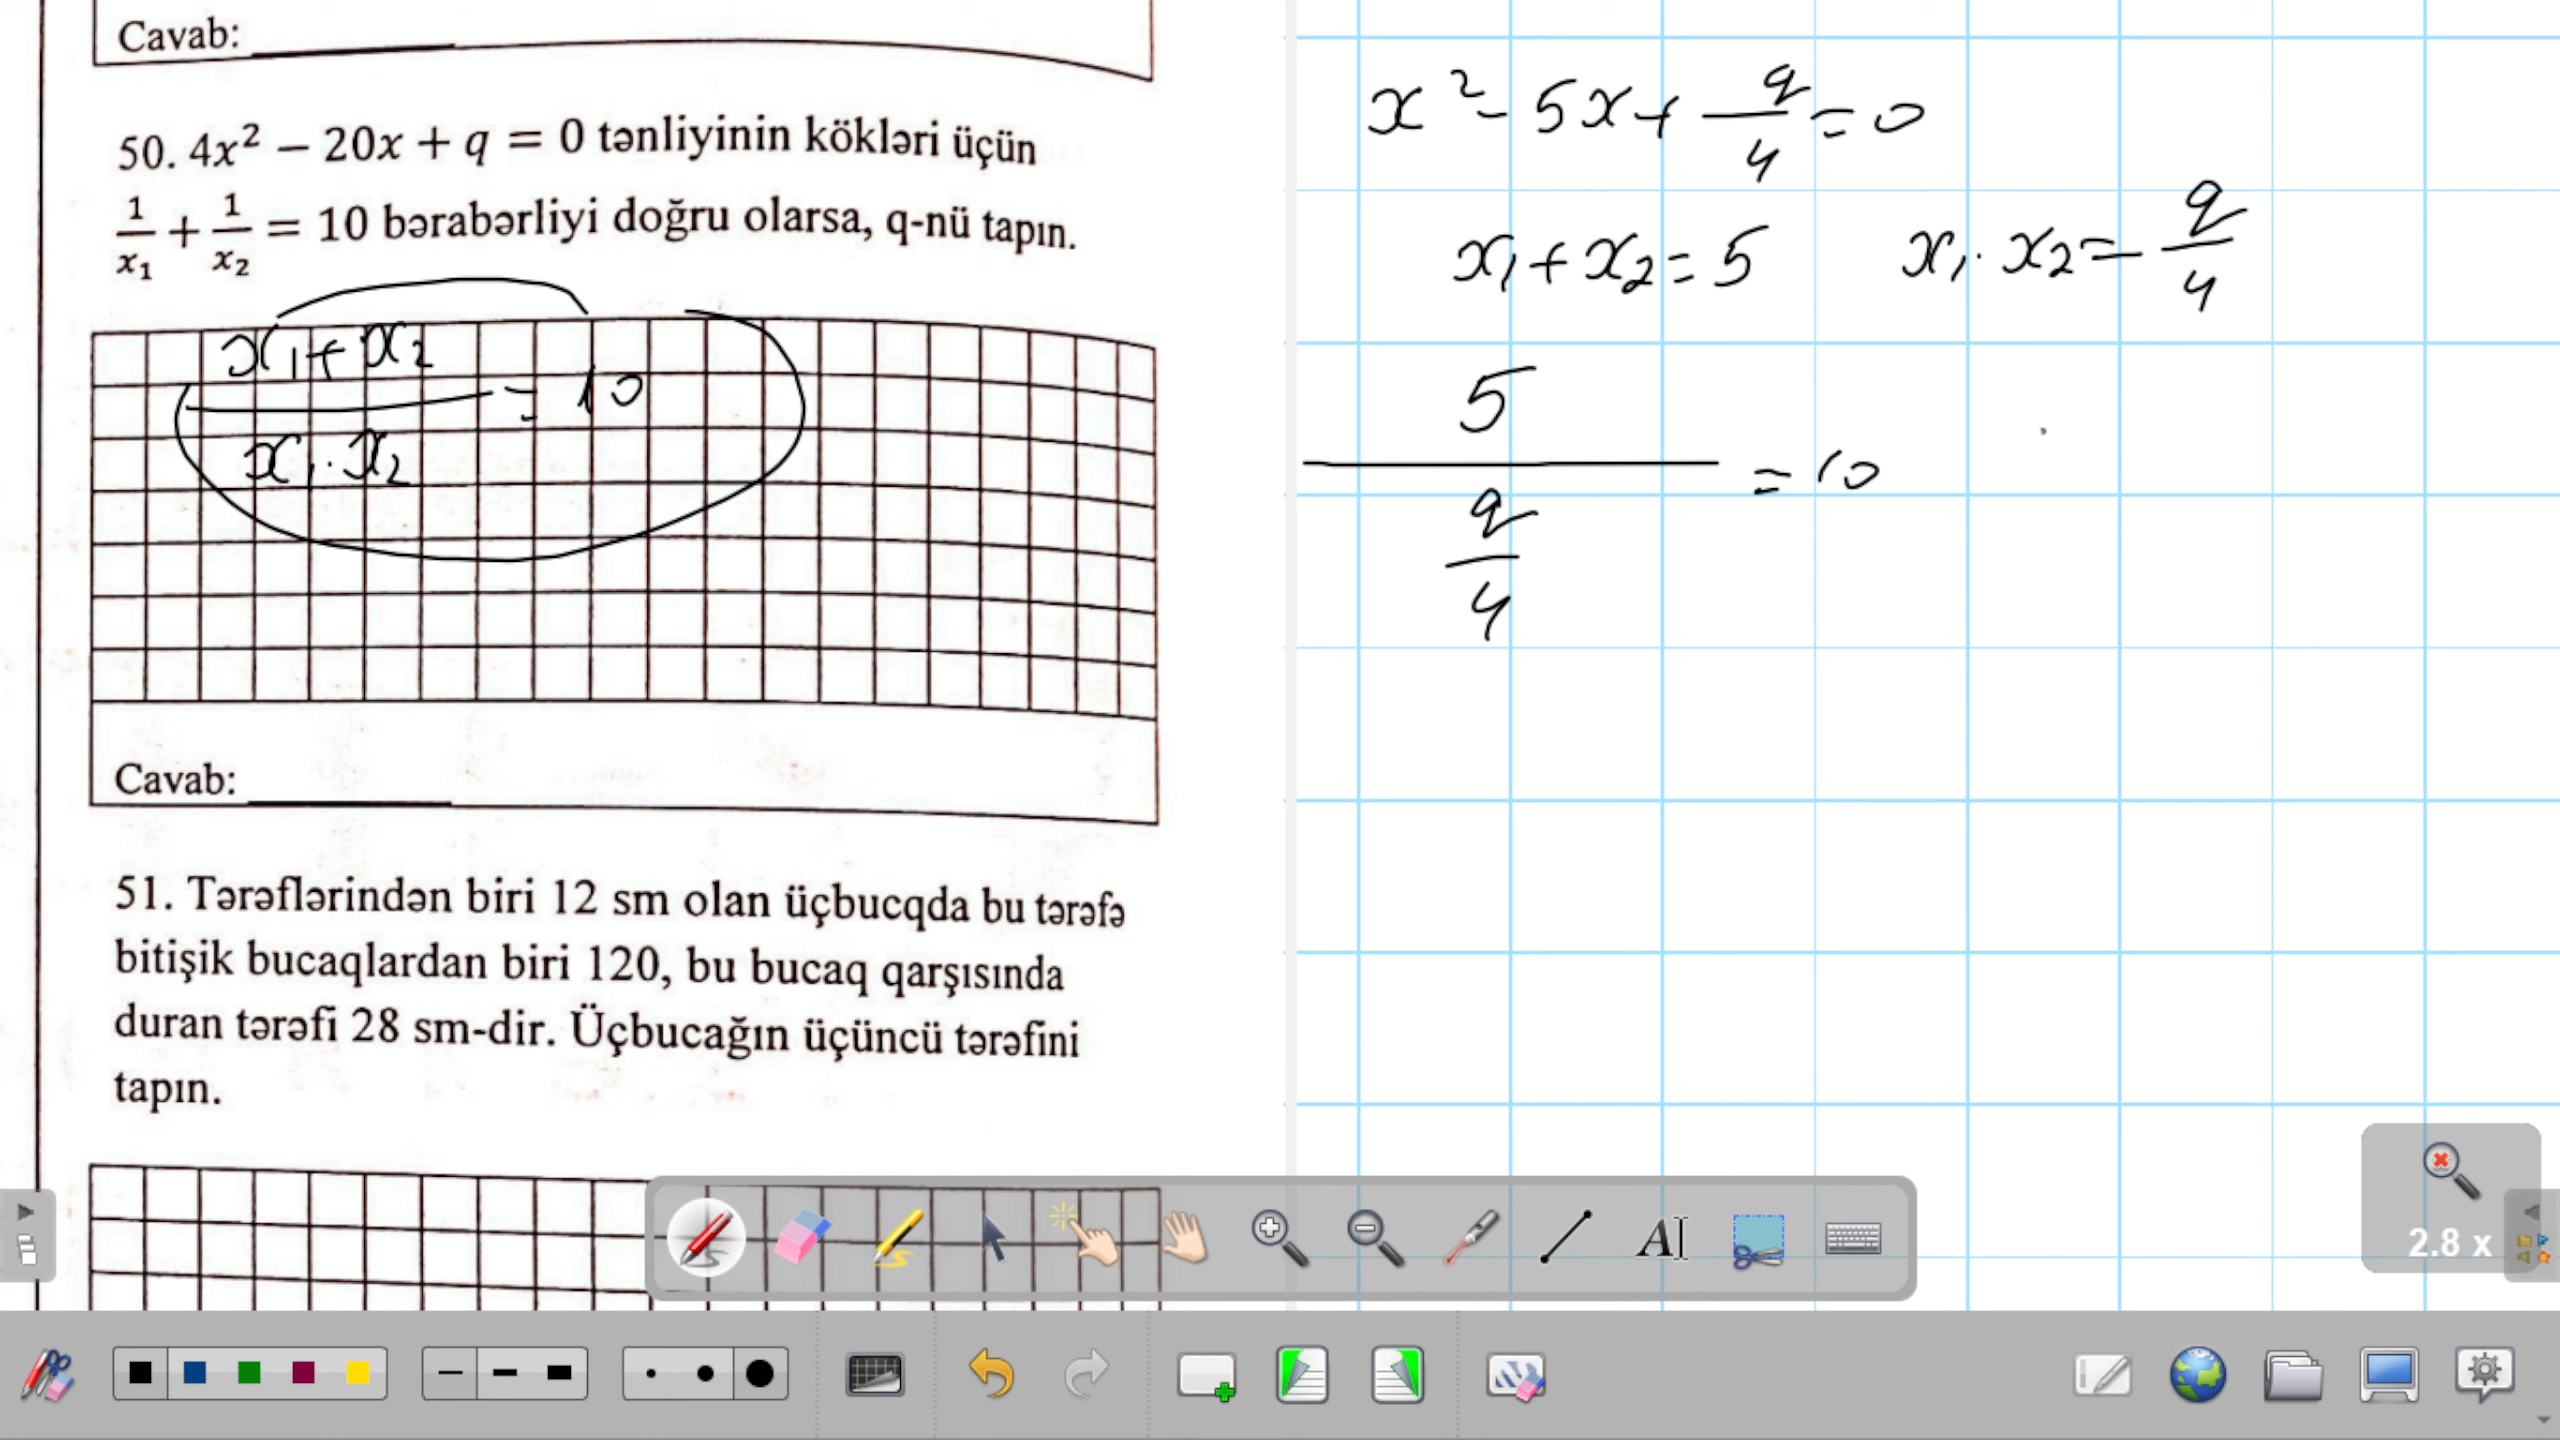 Cavab:
50. 4x² − 20x + q = 0 tənliyinin kökləri üçün
1/x₁ + 1/x₂ = 10 bərabərliyi doğru olarsa, q-nü tapın.
x₁ + x₂ / x₁ · x₂ = 10
Cavab:
51. Tərəflərindən biri 12 sm olan üçbucqda bu tərəfə
bitişik bucaqlardan biri 120, bu bucaq qarşısında
duran tərəfi 28 sm-dir. Üçbucağın üçüncü tərəfini
tapın.
x² - 5x + q/4 = 0
x₁ + x₂ = 5 x₁ · x₂ = q/4
5 / q/4 = 10
AI
2.8 x